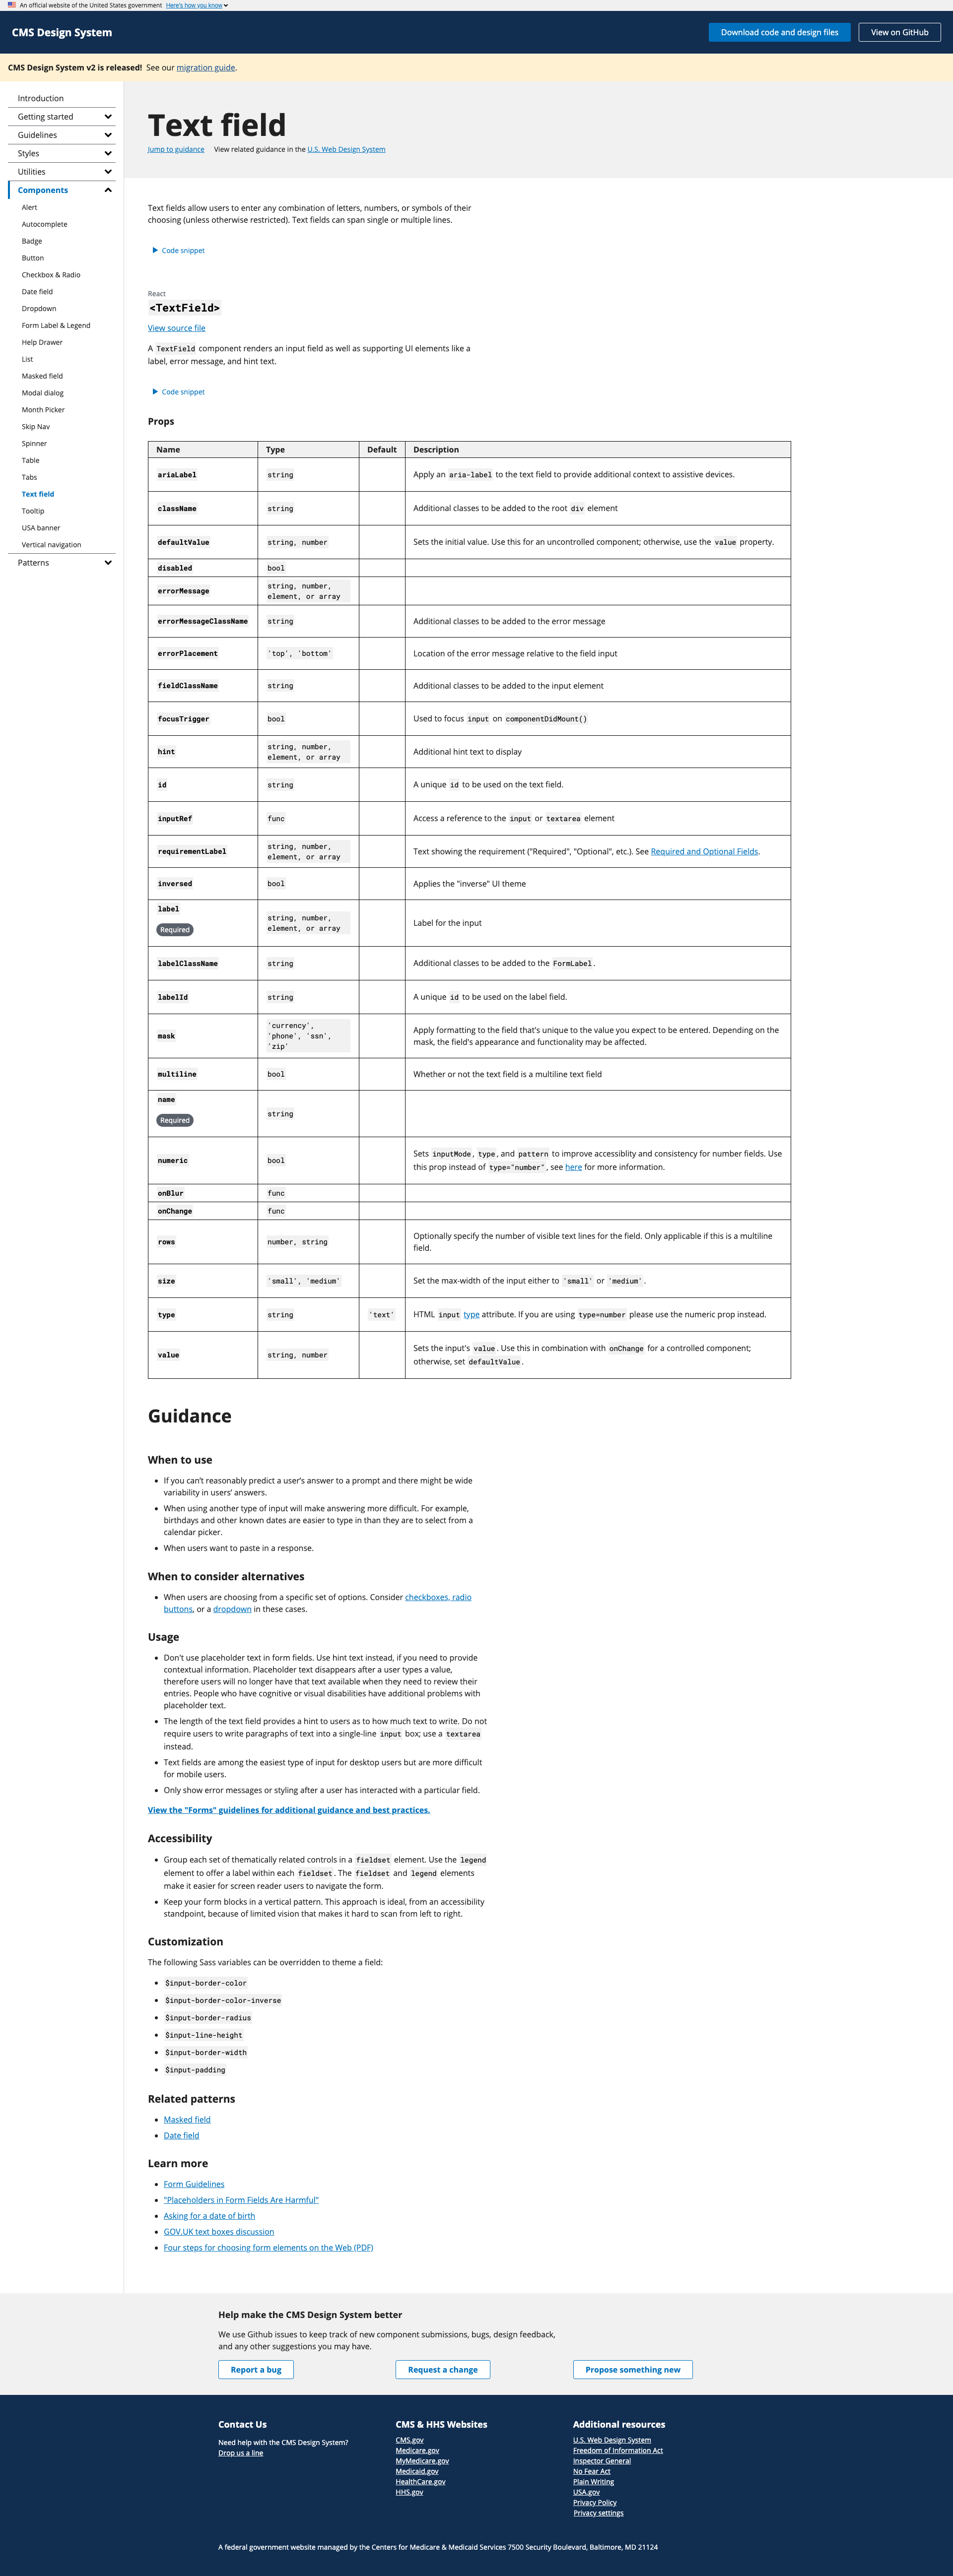 An official website of the United States government Here's how you know
CMS Design System
Download code and design files
View on GitHub
CMS Design System v2 is released! See our migration guide.
Introduction
Getting started
Guidelines
Styles
Utilities
Components
Alert
Autocomplete
Badge
Button
Checkbox & Radio
Date field
Dropdown
Form Label & Legend
Help Drawer
List
Masked field
Modal dialog
Month Picker
Skip Nav
Spinner
Table
Tabs
Text field
Tooltip
USA banner
Vertical navigation
Patterns
Text field
Jump to guidance View related guidance in the U.S. Web Design System
Text fields allow users to enter any combination of letters, numbers, or symbols of their
choosing (unless otherwise restricted). Text fields can span single or multiple lines.
Code snippet
React
<TextField>
View source file
A TextField component renders an input field as well as supporting UI elements like a
label, error message, and hint text.
Code snippet
Props
Name Type Default Description
ariaLabel string Apply an aria-label to the text field to provide additional context to assistive devices.
className string Additional classes to be added to the root div element
defaultValue string, number Sets the initial value. Use this for an uncontrolled component; otherwise, use the value property.
disabled bool
errorMessage string, number,
element, or array
errorMessageClassName string Additional classes to be added to the error message
errorPlacement 'top', 'bottom' Location of the error message relative to the field input
fieldClassName string Additional classes to be added to the input element
focusTrigger bool Used to focus input on componentDidMount()
hint string, number,
element, or array Additional hint text to display
id string A unique id to be used on the text field.
inputRef func Access a reference to the input or textarea element
requirementLabel string, number,
element, or array Text showing the requirement ("Required", "Optional", etc.). See Required and Optional Fields.
inversed bool Applies the "inverse" UI theme
label
Required
string, number,
element, or array
Label for the input
labelClassName string Additional classes to be added to the FormLabel.
labelId string A unique id to be used on the label field.
mask
'currency',
'phone', 'ssn',
'zip'
Apply formatting to the field that's unique to the value you expect to be entered. Depending on the
mask, the field's appearance and functionality may be affected.
multiline bool Whether or not the text field is a multiline text field
name
Required
string
numeric bool
Sets inputMode, type, and pattern to improve accessiblity and consistency for number fields. Use
this prop instead of type="number", see here for more information.
onBlur func
onChange func
rows number, string
Optionally specify the number of visible text lines for the field. Only applicable if this is a multiline
field.
size 'small', 'medium' Set the max-width of the input either to 'small' or 'medium'.
type string 'text' HTML input type attribute. If you are using type=number please use the numeric prop instead.
value string, number
Sets the input's value. Use this in combination with onChange for a controlled component;
otherwise, set defaultValue.
Guidance
When to use
• If you can’t reasonably predict a user’s answer to a prompt and there might be wide
variability in users’ answers.
• When using another type of input will make answering more difficult. For example,
birthdays and other known dates are easier to type in than they are to select from a
calendar picker.
• When users want to paste in a response.
When to consider alternatives
• When users are choosing from a specific set of options. Consider checkboxes, radio
buttons, or a dropdown in these cases.
Usage
• Don't use placeholder text in form fields. Use hint text instead, if you need to provide
contextual information. Placeholder text disappears after a user types a value,
therefore users will no longer have that text available when they need to review their
entries. People who have cognitive or visual disabilities have additional problems with
placeholder text.
• The length of the text field provides a hint to users as to how much text to write. Do not
require users to write paragraphs of text into a single-line input box; use a textarea
instead.
• Text fields are among the easiest type of input for desktop users but are more difficult
for mobile users.
• Only show error messages or styling after a user has interacted with a particular field.
View the "Forms" guidelines for additional guidance and best practices.
Accessibility
• Group each set of thematically related controls in a fieldset element. Use the legend
element to offer a label within each fieldset. The fieldset and legend elements
make it easier for screen reader users to navigate the form.
• Keep your form blocks in a vertical pattern. This approach is ideal, from an accessibility
standpoint, because of limited vision that makes it hard to scan from left to right.
Customization
The following Sass variables can be overridden to theme a field:
• $input-border-color
• $input-border-color-inverse
• $input-border-radius
• $input-line-height
• $input-border-width
• $input-padding
Related patterns
• Masked field
• Date field
Learn more
• Form Guidelines
• "Placeholders in Form Fields Are Harmful"
• Asking for a date of birth
• GOV.UK text boxes discussion
• Four steps for choosing form elements on the Web (PDF)
Help make the CMS Design System better
We use Github issues to keep track of new component submissions, bugs, design feedback,
and any other suggestions you may have.
Report a bug
Request a change
Propose something new
Contact Us
Need help with the CMS Design System?
Drop us a line
CMS & HHS Websites
CMS.gov
Medicare.gov
MyMedicare.gov
Medicaid.gov
HealthCare.gov
HHS.gov
Additional resources
U.S. Web Design System
Freedom of Information Act
Inspector General
No Fear Act
Plain Writing
USA.gov
Privacy Policy
Privacy settings
A federal government website managed by the Centers for Medicare & Medicaid Services 7500 Security Boulevard, Baltimore, MD 21124